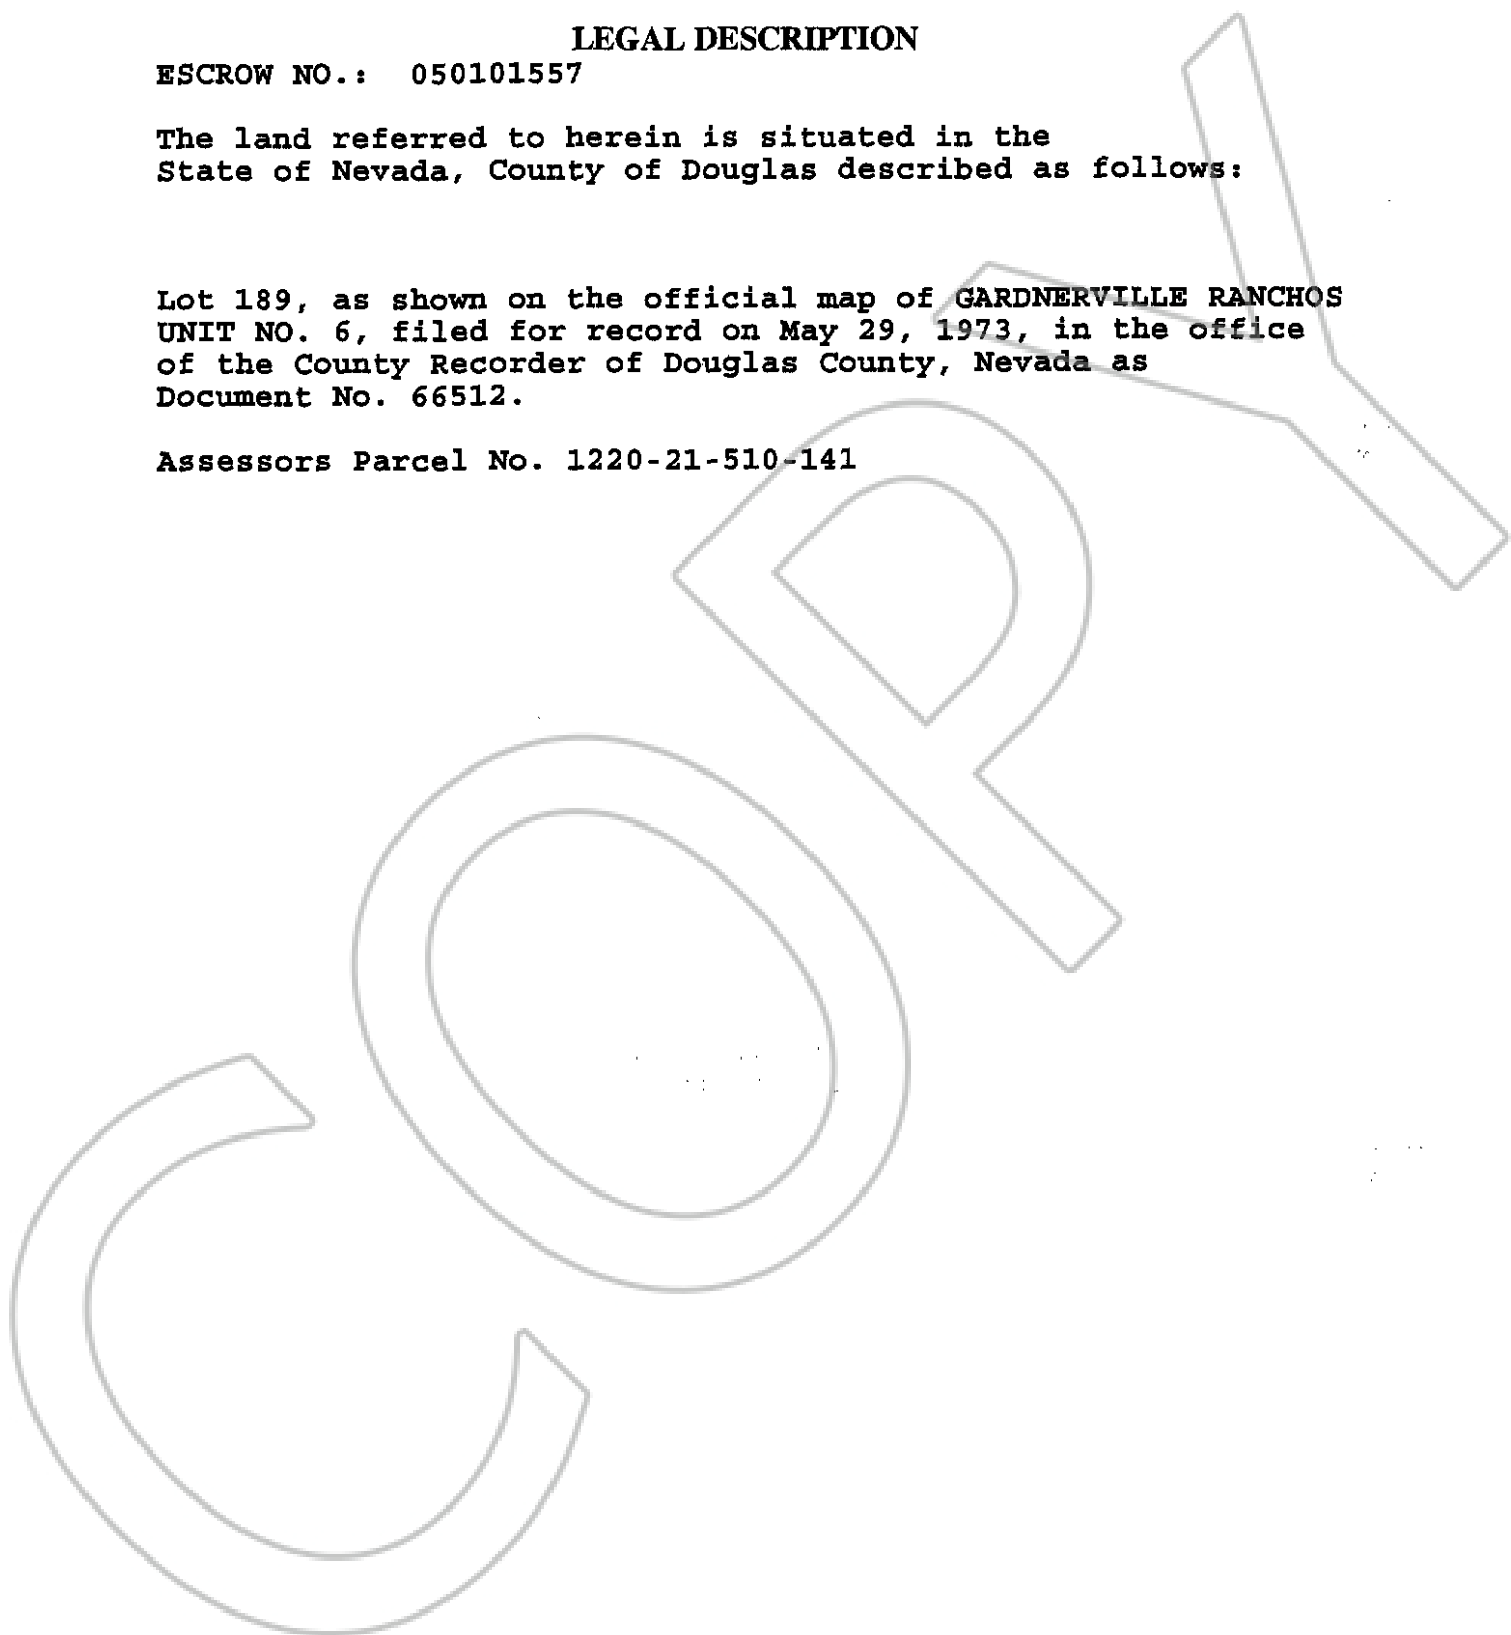 LEGAL DESCRIPTION
ESCROW NO.: 050101557
The land referred to herein is situated in the
State of Nevada, County of Douglas described as follows:
Lot 189, as shown on the official map of GARDNERVILLE RANCHOS
UNIT NO. 6, filed for record on May 29, 1973, in the office
of the County Recorder of Douglas County, Nevada as
Document No. 66512.
Assessors Parcel No. 1220-21-510-141
COPY